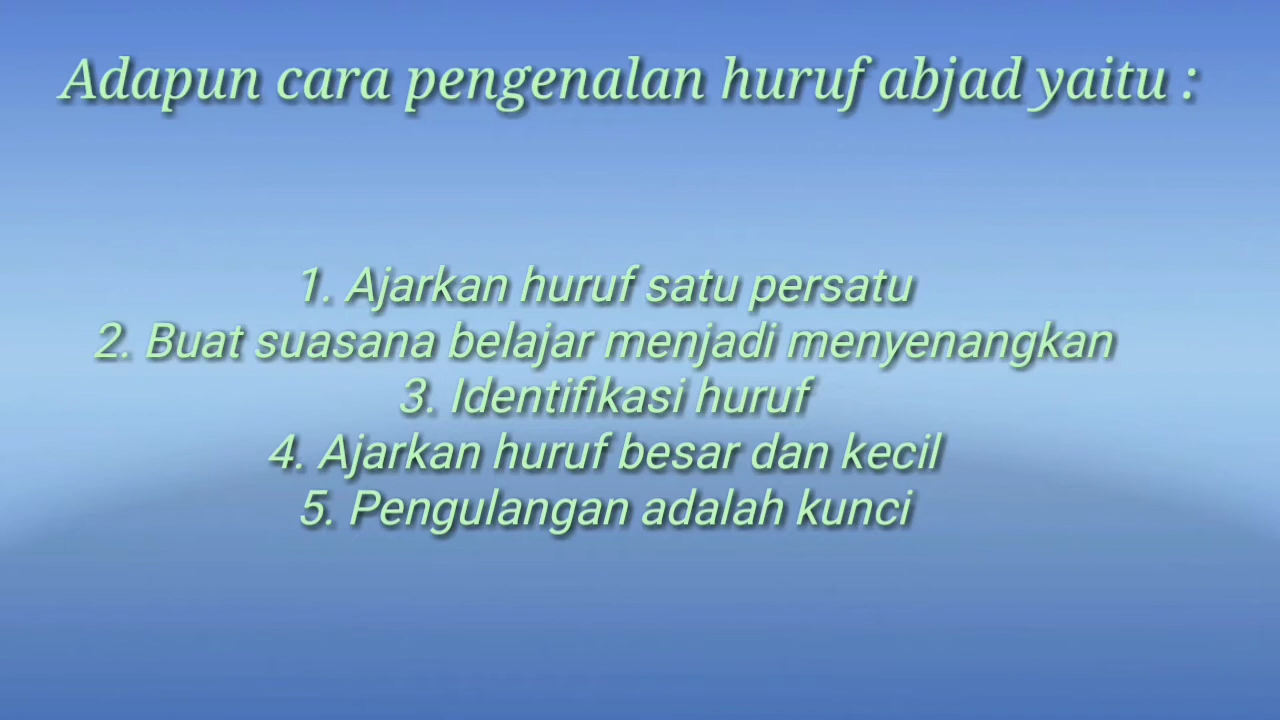 Adapun cara pengenalan huruf abjad yaitu :
1. Ajarkan huruf satu persatu
2. Buat suasana belajar menjadi menyenangkan
3. Identifikasi huruf
4. Ajarkan huruf besar dan kecil
5. Pengulangan adalah kunci